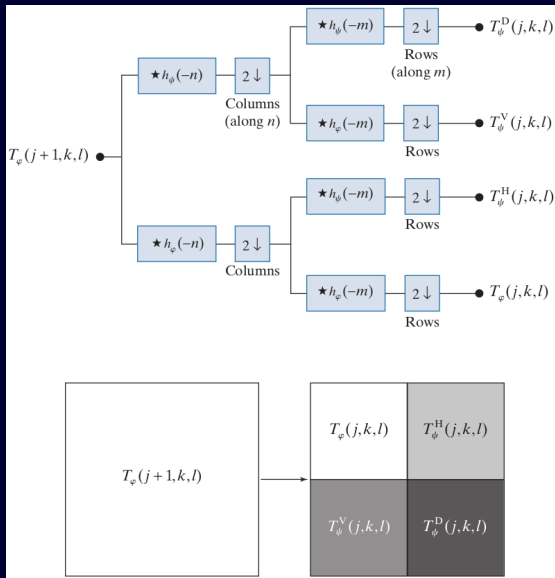 ★ h_ψ(−m) 2↓ T_ψ^D(j, k, l)
Rows
(along m)
★ h_ψ(−n) 2↓
Columns
(along n)
★ h_φ(−m) 2↓ T_ψ^V(j, k, l)
Rows
T_φ(j + 1, k, l)
★ h_ψ(−m) 2↓ T_ψ^H(j, k, l)
Rows
★ h_φ(−n) 2↓
Columns
★ h_φ(−m) 2↓ T_φ(j, k, l)
Rows
T_φ(j, k, l) T_ψ^H(j, k, l)
T_φ(j + 1, k, l)
T_ψ^V(j, k, l) T_ψ^D(j, k, l)